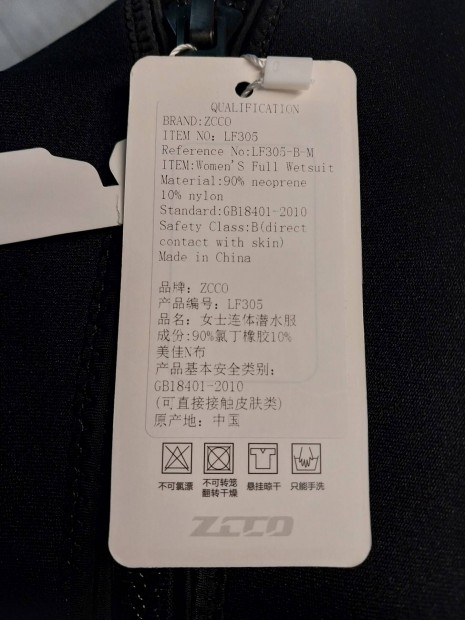 QUALIFICATION
BRAND:ZCCO
ITEM NO: LF305
Reference No:LF305-B-M
ITEM:Women'S Full Wetsuit
Material:90% neoprene
10% nylon
Standard:GB18401-2010
Safety Class:B(direct
contact with skin)
Made in China
品牌: ZCCO
产品编号: LF305
品名: 女士连体潜水服
成份:90%氯丁橡胶10%
美佳N布
产品基本安全类别:
GB18401-2010
(可直接接触皮肤类)
原产地: 中国
不可氯漂 不可转笼翻转干燥 悬挂晾干 只能手洗
ZCCO